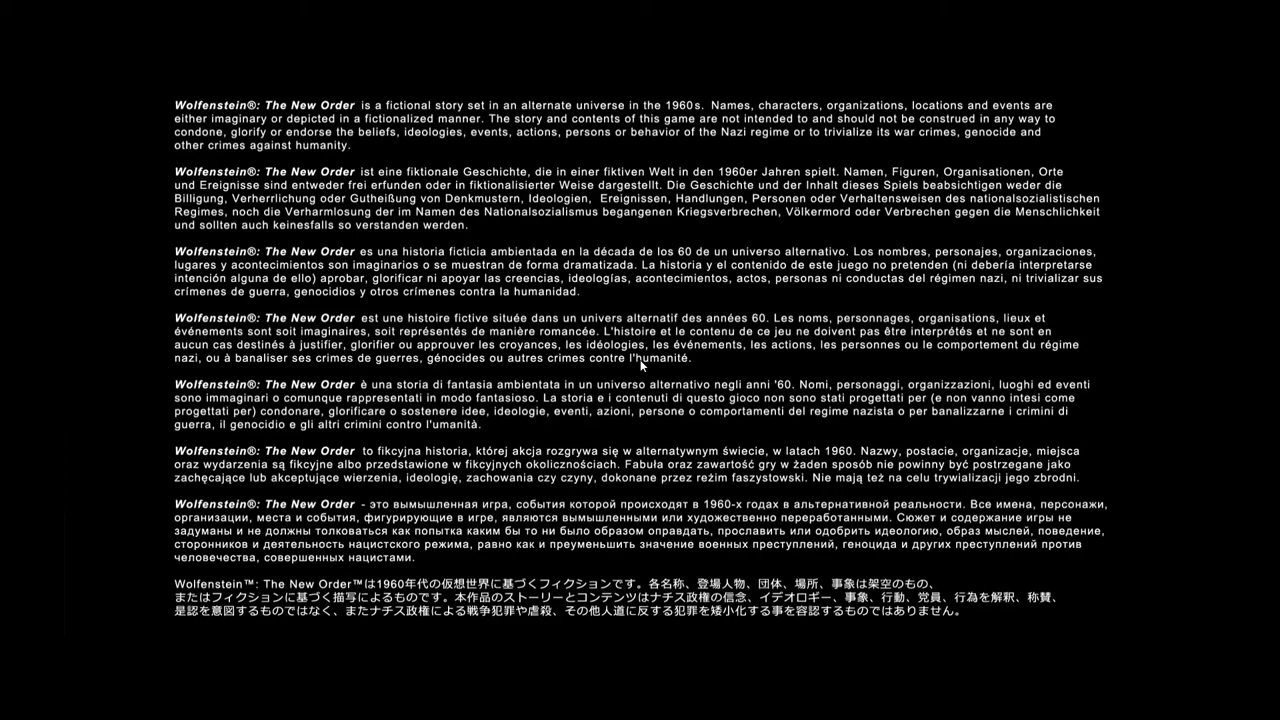 Wolfenstein®: The New Order is a fictional story set in an alternate universe in the 1960s. Names, characters, organizations, locations and events are
either imaginary or depicted in a fictionalized manner. The story and contents of this game are not intended to and should not be construed in any way to
condone, glorify or endorse the beliefs, ideologies, events, actions, persons or behavior of the Nazi regime or to trivialize its war crimes, genocide and
other crimes against humanity.
Wolfenstein®: The New Order ist eine fiktionale Geschichte, die in einer fiktiven Welt in den 1960er Jahren spielt. Namen, Figuren, Organisationen, Orte
und Ereignisse sind entweder frei erfunden oder in fiktionalisierter Weise dargestellt. Die Geschichte und der Inhalt dieses Spiels beabsichtigen weder die
Billigung, Verherrlichung oder Gutheißung von Denkmustern, Ideologien, Ereignissen, Handlungen, Personen oder Verhaltensweisen des nationalsozialistischen
Regimes, noch die Verharmlosung der im Namen des Nationalsozialismus begangenen Kriegsverbrechen, Völkermord oder Verbrechen gegen die Menschlichkeit
und sollten auch keinesfalls so verstanden werden.
Wolfenstein®: The New Order es una historia ficticia ambientada en la década de los 60 de un universo alternativo. Los nombres, personajes, organizaciones,
lugares y acontecimientos son imaginarios o se muestran de forma dramatizada. La historia y el contenido de este juego no pretenden (ni debería interpretarse
intención alguna de ello) aprobar, glorificar ni apoyar las creencias, ideologías, acontecimientos, actos, personas ni conductas del régimen nazi, ni trivializar sus
crímenes de guerra, genocidios y otros crímenes contra la humanidad.
Wolfenstein®: The New Order est une histoire fictive située dans un univers alternatif des années 60. Les noms, personnages, organisations, lieux et
événements sont soit imaginaires, soit représentés de manière romancée. L'histoire et le contenu de ce jeu ne doivent pas être interprétés et ne sont en
aucun cas destinés à justifier, glorifier ou approuver les croyances, les idéologies, les événements, les actions, les personnes ou le comportement du régime
nazi, ou à banaliser ses crimes de guerres, génocides ou autres crimes contre l'humanité.
Wolfenstein®: The New Order è una storia di fantasia ambientata in un universo alternativo negli anni '60. Nomi, personaggi, organizzazioni, luoghi ed eventi
sono immaginari o comunque rappresentati in modo fantasioso. La storia e i contenuti di questo gioco non sono stati progettati per (e non vanno intesi come
progettati per) condonare, glorificare o sostenere idee, ideologie, eventi, azioni, persone o comportamenti del regime nazista o per banalizzarne i crimini di
guerra, il genocidio e gli altri crimini contro l'umanità.
Wolfenstein®: The New Order to fikcyjna historia, której akcja rozgrywa się w alternatywnym świecie, w latach 1960. Nazwy, postacie, organizacje, miejsca
oraz wydarzenia są fikcyjne albo przedstawione w fikcyjnych okolicznościach. Fabuła oraz zawartość gry w żaden sposób nie powinny być postrzegane jako
zachęcające lub akceptujące wierzenia, ideologię, zachowania czy czyny, dokonane przez reżim faszystowski. Nie mają też na celu trywializacji jego zbrodni.
Wolfenstein®: The New Order - это вымышленная игра, события которой происходят в 1960-х годах в альтернативной реальности. Все имена, персонажи,
организации, места и события, фигурирующие в игре, являются вымышленными или художественно переработанными. Сюжет и содержание игры не
задуманы и не должны толковаться как попытка каким бы то ни было образом оправдать, прославить или одобрить идеологию, образ мыслей, поведение,
сторонников и деятельность нацистского режима, равно как и преуменьшить значение военных преступлений, геноцида и других преступлений против
человечества, совершенных нацистами.
Wolfenstein™: The New Order™は1960年代の仮想世界に基づくフィクションです。各名称、登場人物、団体、場所、事象は架空のもの、
またはフィクションに基づく描写によるものです。本作品のストーリーとコンテンツはナチス政権の信念、イデオロギー、事象、行動、党員、行為を解釈、称賛、
是認を意図するものではなく、またナチス政権による戦争犯罪や虐殺、その他人道に反する犯罪を矮小化する事を容認するものではありません。